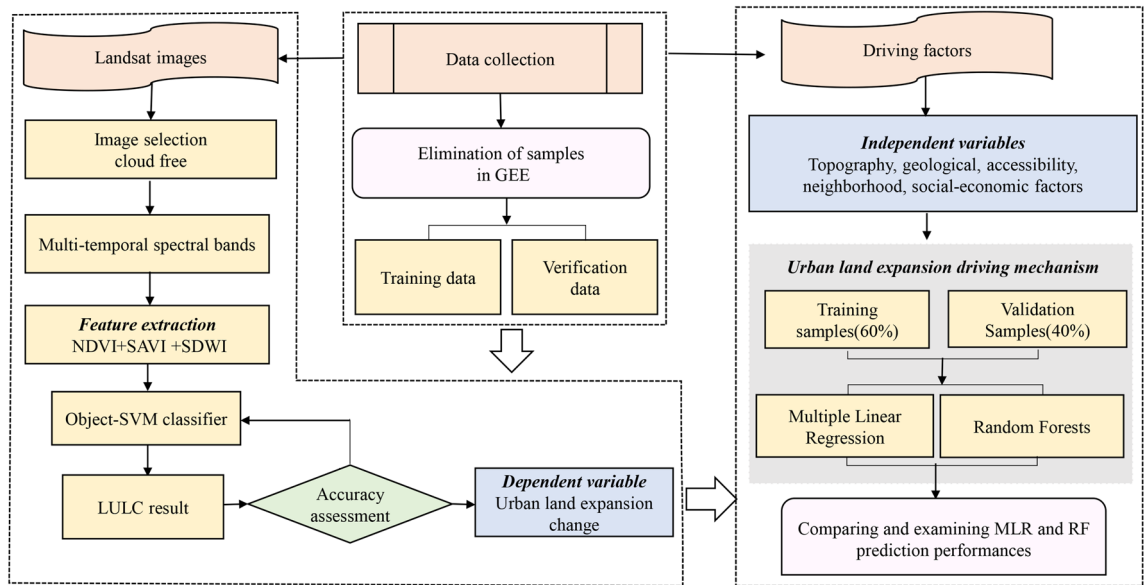 Landsat images
Image selection
cloud free
Multi-temporal spectral bands
Feature extraction
NDVI+SAVI +SDWI
Object-SVM classifier
LULC result
Accuracy
assessment
Dependent variable
Urban land expansion
change
Data collection
Elimination of samples
in GEE
Training data
Verification
data
Driving factors
Independent variables
Topography, geological, accessibility,
neighborhood, social-economic factors
Urban land expansion driving mechanism
Training
samples(60%)
Validation
Samples(40%)
Multiple Linear
Regression
Random Forests
Comparing and examining MLR and RF
prediction performances